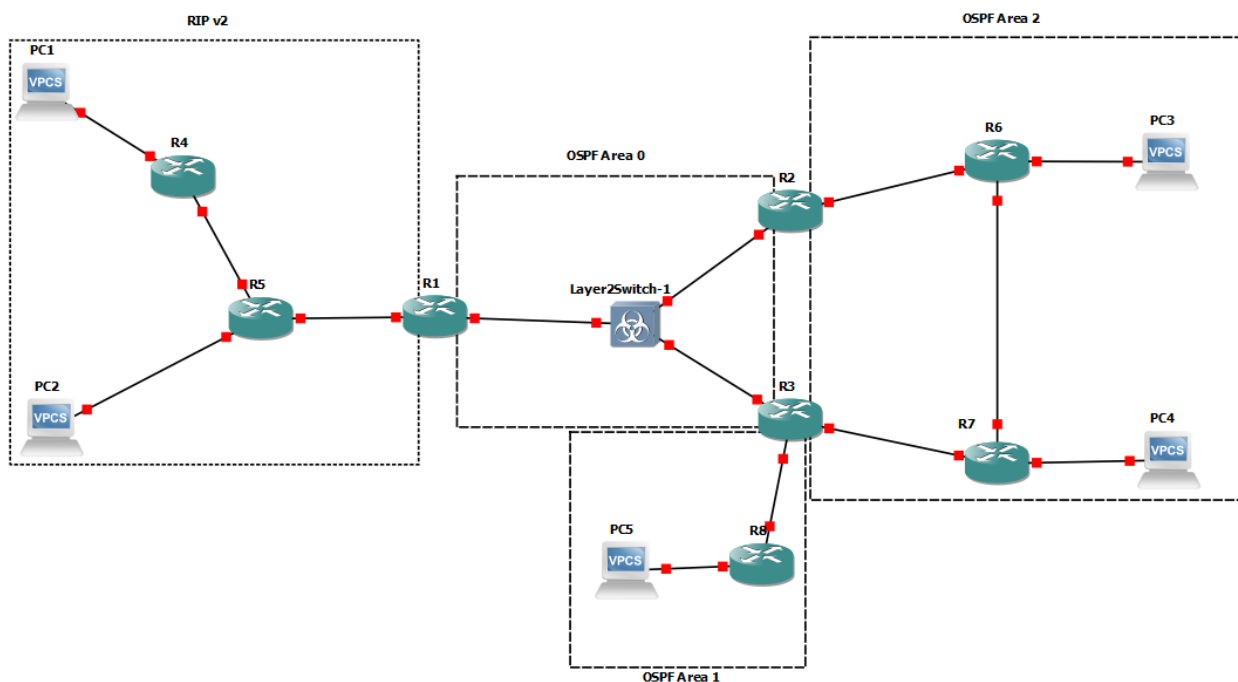 RIP v2
OSPF Area 2
PC1
VPCS
R4
OSPF Area 0
R2
R6
PC3
VPCS
R5
R1
Layer2Switch-1
PC2
VPCS
R3
R7
PC4
VPCS
PC5
VPCS
R8
OSPF Area 1